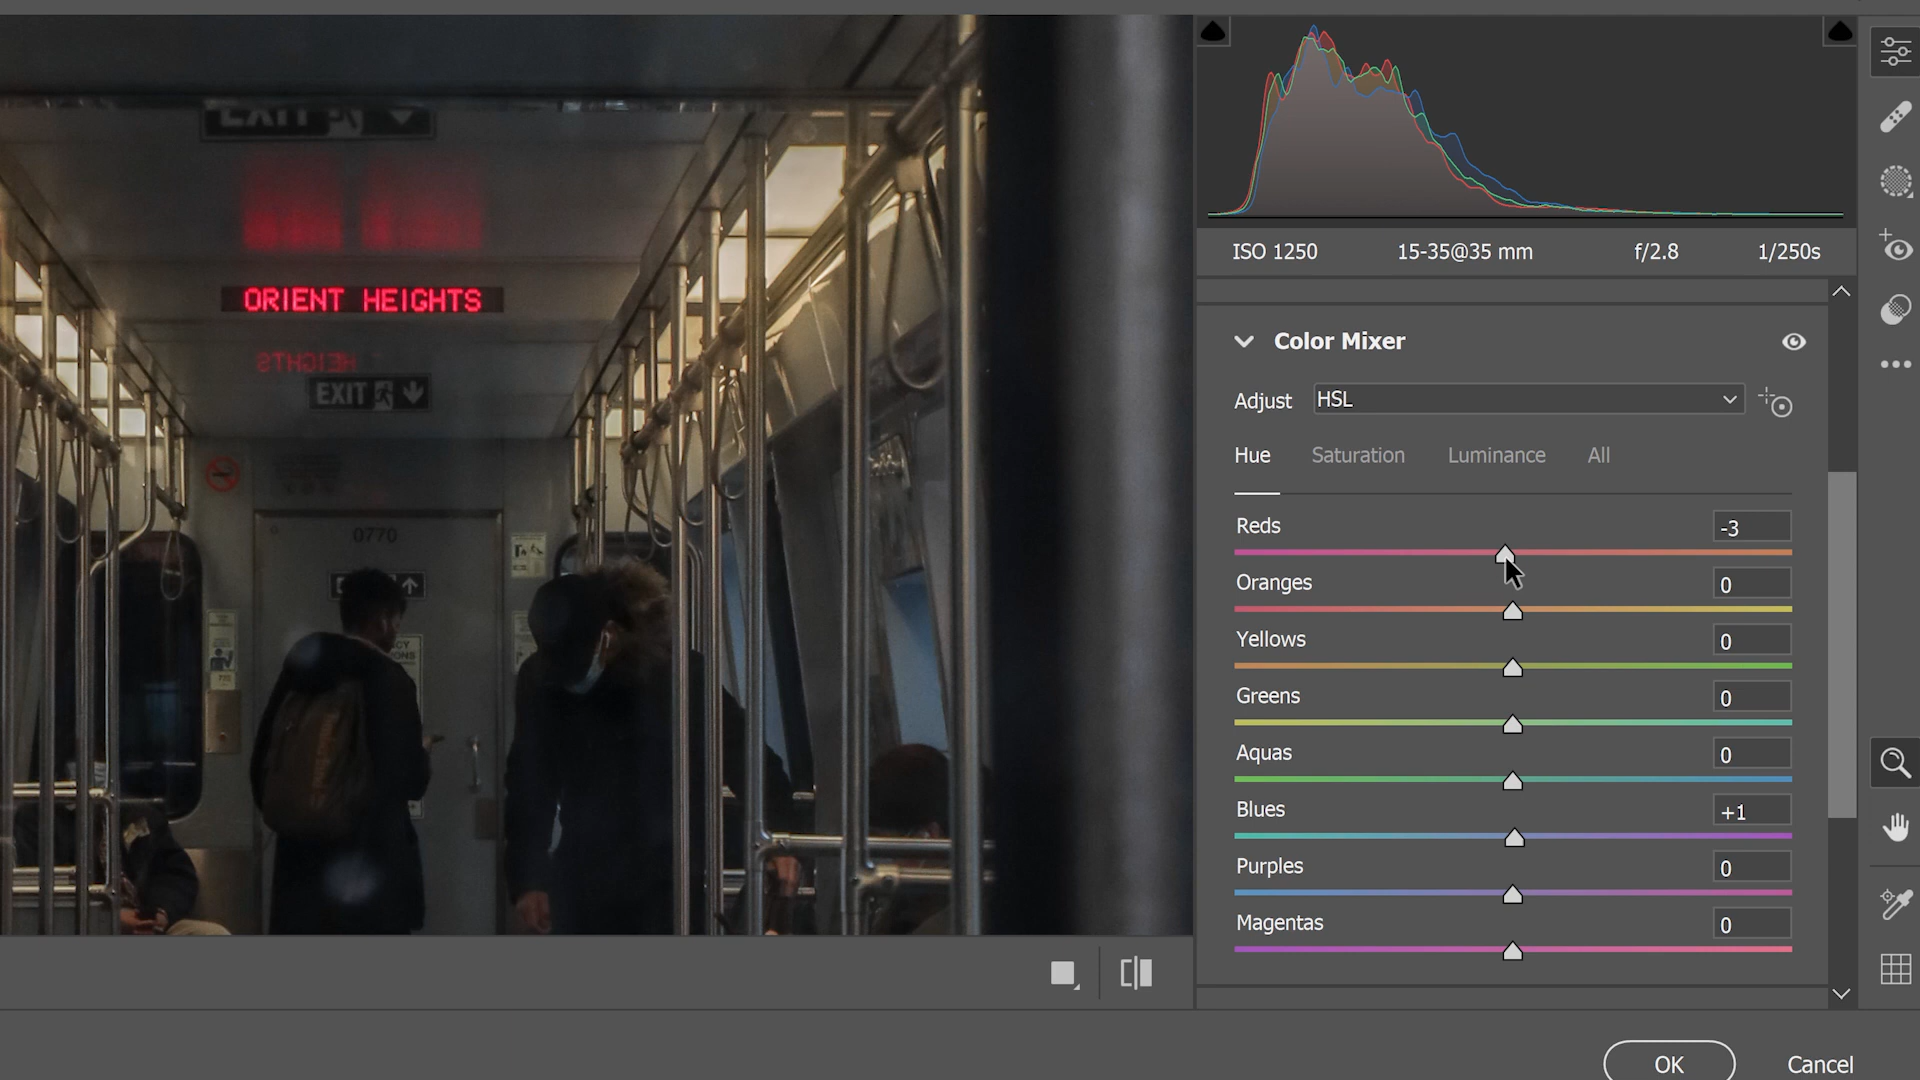 EXIT
ORIENT HEIGHTS
HEIGHTS
EXIT
0770
ISO 1250 15-35@35 mm f/2.8 1/250s
Color Mixer
Adjust HSL
Hue Saturation Luminance All
Reds -3
Oranges 0
Yellows 0
Greens 0
Aquas 0
Blues +1
Purples 0
Magentas 0
OK Cancel